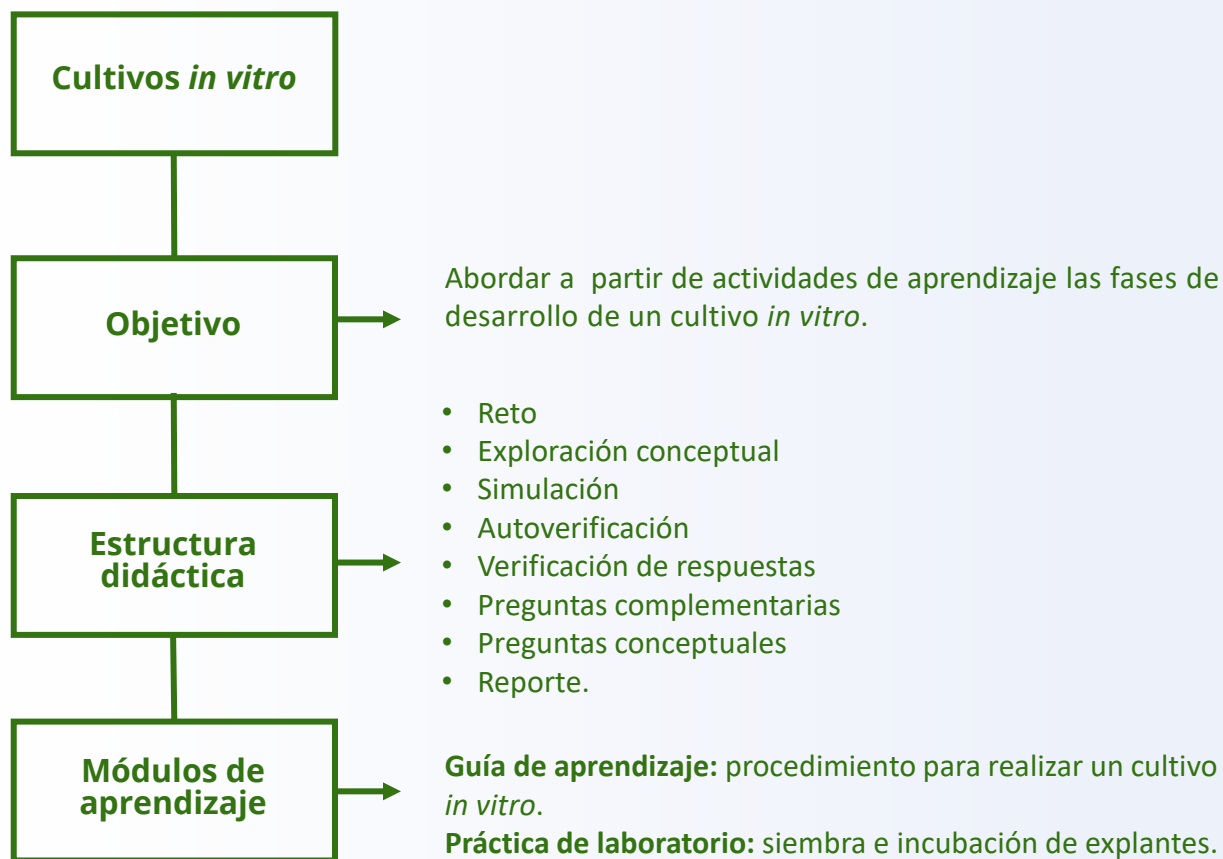 Cultivos in vitro
Objetivo
Abordar a partir de actividades de aprendizaje las fases de
desarrollo de un cultivo in vitro.
Estructura
didáctica
• Reto
• Exploración conceptual
• Simulación
• Autoverificación
• Verificación de respuestas
• Preguntas complementarias
• Preguntas conceptuales
• Reporte.
Módulos de
aprendizaje
Guía de aprendizaje: procedimiento para realizar un cultivo
in vitro.
Práctica de laboratorio: siembra e incubación de explantes.